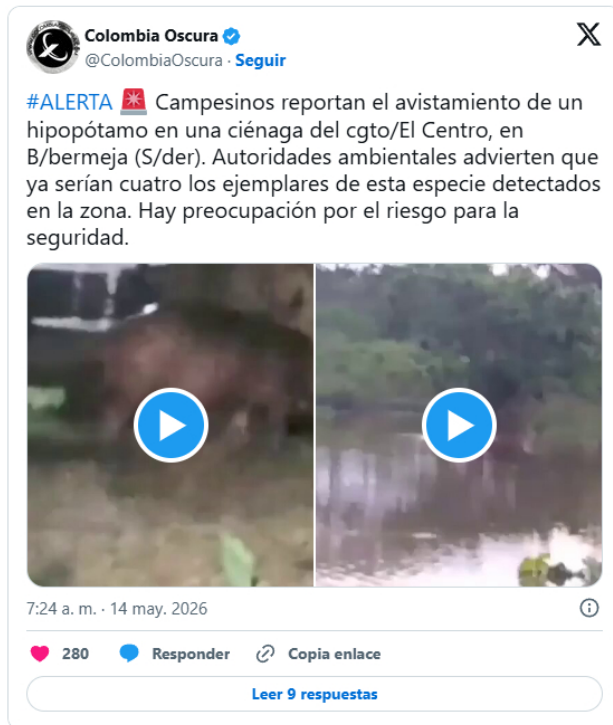 Colombia Oscura
@ColombiaOscura · Seguir
#ALERTA 🚨 Campesinos reportan el avistamiento de un
hipopótamo en una ciénaga del cgto/El Centro, en
B/bermeja (S/der). Autoridades ambientales advierten que
ya serían cuatro los ejemplares de esta especie detectados
en la zona. Hay preocupación por el riesgo para la
seguridad.
7:24 a. m. · 14 may. 2026
280 Responder Copia enlace
Leer 9 respuestas